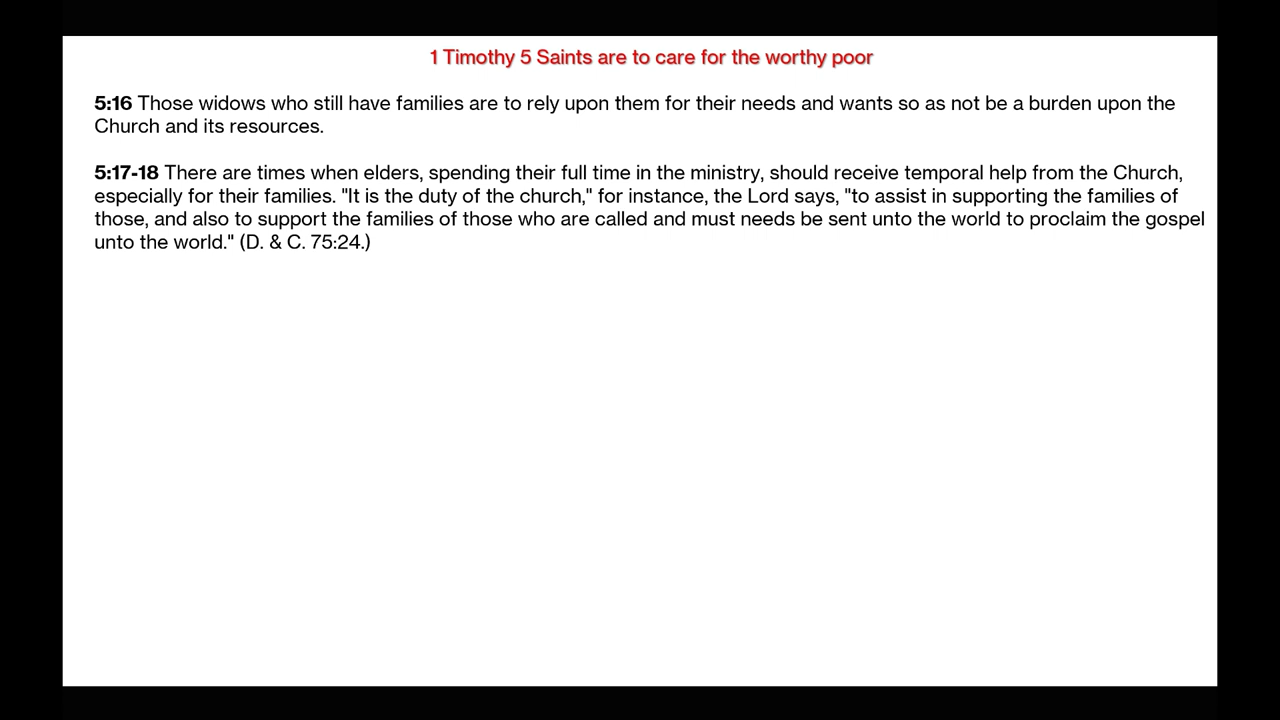 1 Timothy 5 Saints are to care for the worthy poor
5:16 Those widows who still have families are to rely upon them for their needs and wants so as not be a burden upon the
Church and its resources.
5:17-18 There are times when elders, spending their full time in the ministry, should receive temporal help from the Church,
especially for their families. "It is the duty of the church," for instance, the Lord says, "to assist in supporting the families of
those, and also to support the families of those who are called and must needs be sent unto the world to proclaim the gospel
unto the world." (D. & C. 75:24.)